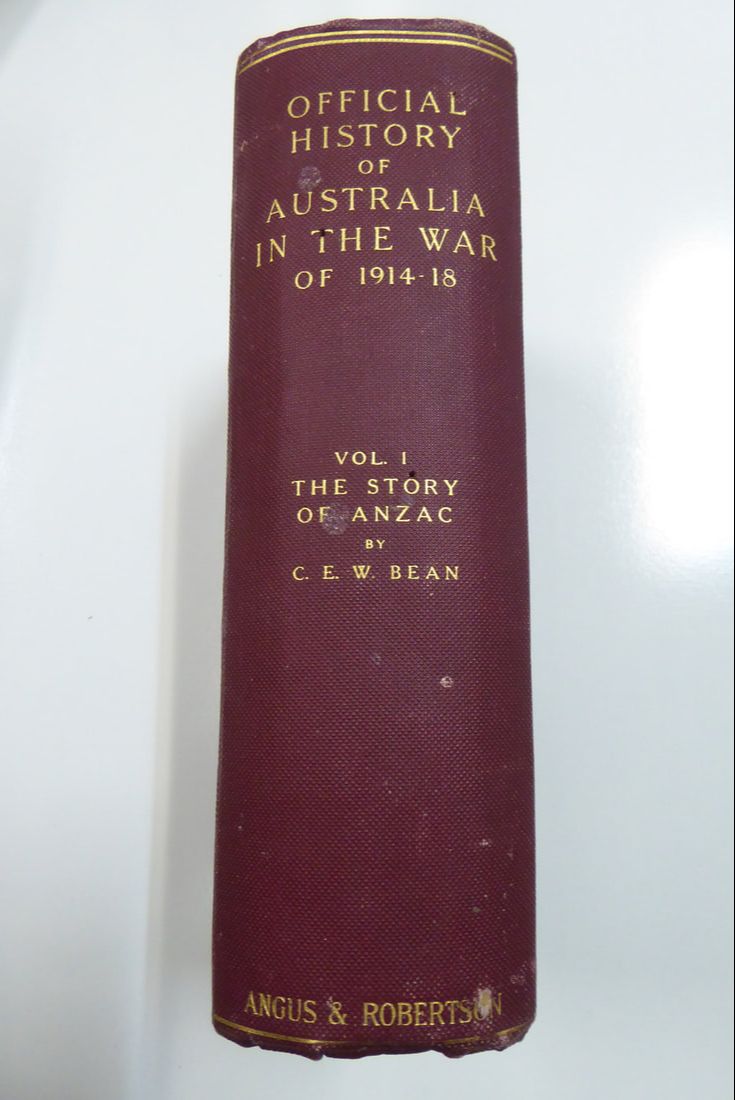 OFFICIAL
HISTORY
OF
AUSTRALIA
IN THE WAR
OF 1914-18
VOL. I
THE STORY
OF ANZAC
BY
C. E. W. BEAN
ANGUS & ROBERTSON